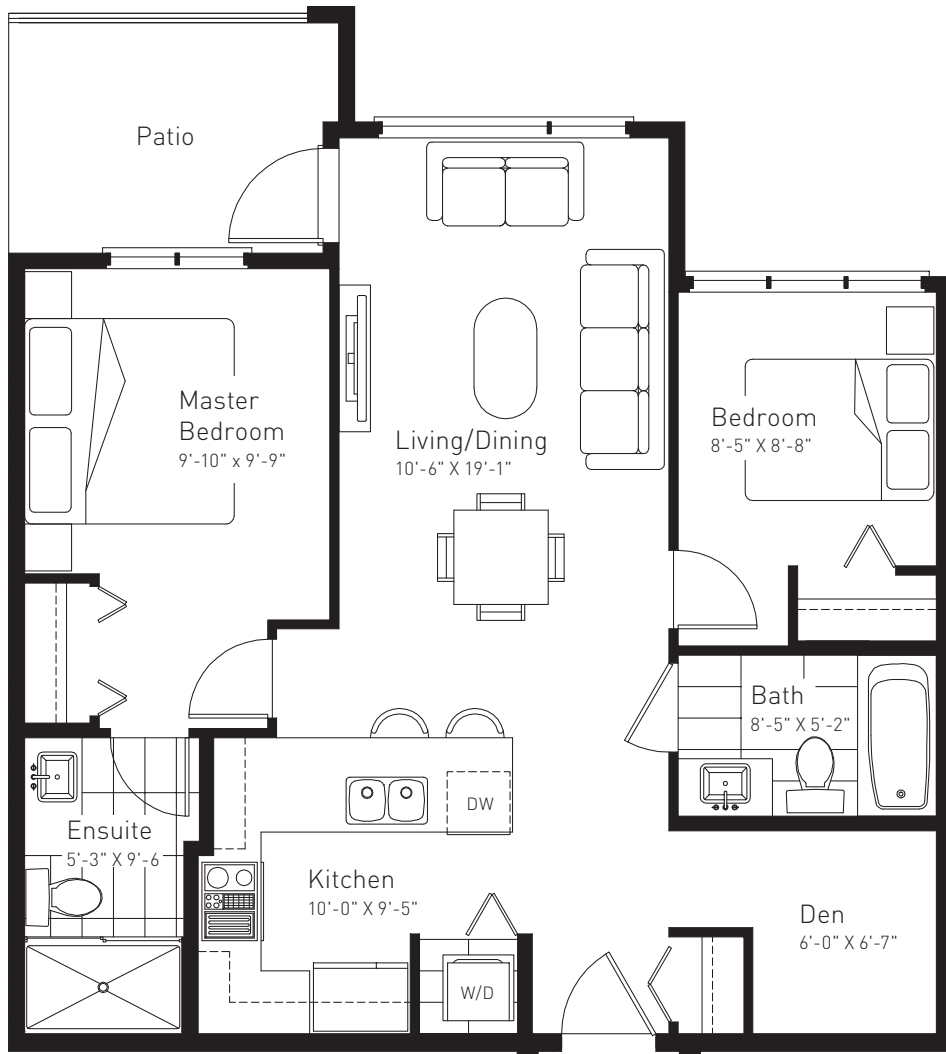 Patio
Master
Bedroom
9'-10" x 9'-9"
Living/Dining
10'-6" X 19'-1"
Bedroom
8'-5" X 8'-8"
Bath
8'-5" X 5'-2"
DW
Ensuite
5'-3" X 9'-6
Kitchen
10'-0" X 9'-5"
Den
6'-0" X 6'-7"
W/D